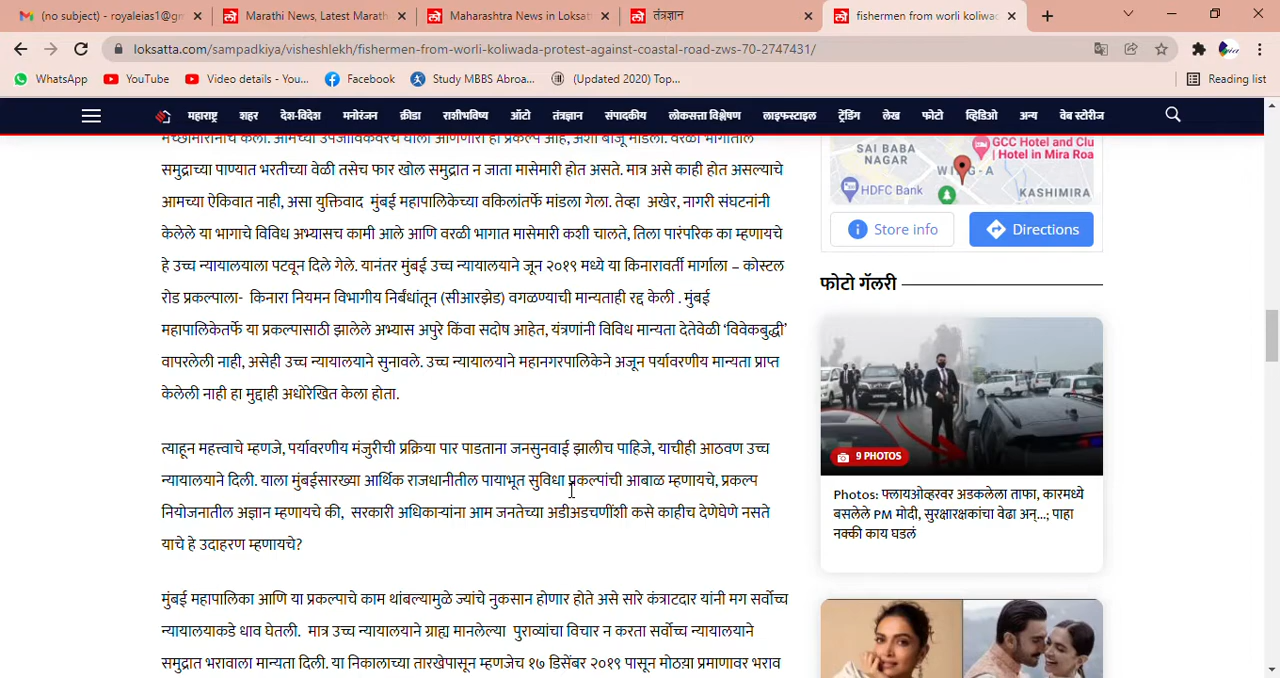 (no subject) - royaleias1@gm
Marathi News, Latest Marath
Maharashtra News in Loksatt
तंत्रज्ञान
fishermen from worli koliwad
loksatta.com/sampadkiya/visheshlekh/fishermen-from-worli-koliwada-protest-against-coastal-road-zws-70-2747431/
WhatsApp
YouTube
Video details - You...
Facebook
Study MBBS Abroa...
(Updated 2020) Top...
Reading list
महाराष्ट्र
शहर
देश-विदेश
मनोरंजन
क्रीडा
राशीभविष्य
ऑटो
तंत्रज्ञान
संपादकीय
लोकसत्ता विश्लेषण
लाइफस्टाइल
ट्रेंडिंग
लेख
फोटो
व्हिडिओ
अन्य
वेब स्टोरीज
समुद्राच्या पाण्यात भरतीच्या वेळी तसेच फार खोल समुद्रात न जाता मासेमारी होत असते. मात्र असे काही होत असल्याचे
आमच्या ऐकिवात नाही, असा युक्तिवाद मुंबई महापालिकेच्या वकिलांतर्फे मांडला गेला. तेव्हा अखेर, नागरी संघटनांनी
केलेले या भागाचे विविध अभ्यासच कामी आले आणि वरळी भागात मासेमारी कशी चालते, तिला पारंपरिक का म्हणायचे
हे उच्च न्यायालयाला पटवून दिले गेले. यानंतर मुंबई उच्च न्यायालयाने जून २०१९ मध्ये या किनारावर्ती मार्गाला – कोस्टल
रोड प्रकल्पाला- किनारा नियमन विभागीय निर्बंधांतून (सीआरझेड) वगळण्याची मान्यताही रद्द केली . मुंबई
महापालिकेतर्फे या प्रकल्पासाठी झालेले अभ्यास अपुरे किंवा सदोष आहेत, यंत्रणांनी विविध मान्यता देतेवेळी ‘विवेकबुद्धी’
वापरलेली नाही, असेही उच्च न्यायालयाने सुनावले. उच्च न्यायालयाने महानगरपालिकेने अजून पर्यावरणीय मान्यता प्राप्त
केलेली नाही हा मुद्दाही अधोरेखित केला होता.
त्याहून महत्त्वाचे म्हणजे, पर्यावरणीय मंजुरीची प्रक्रिया पार पाडताना जनसुनवाई झालीच पाहिजे, याचीही आठवण उच्च
न्यायालयाने दिली. याला मुंबईसारख्या आर्थिक राजधानीतील पायाभूत सुविधा प्रकल्पांची आबाळ म्हणायचे, प्रकल्प
नियोजनातील अज्ञान म्हणायचे की, सरकारी अधिकाऱ्यांना आम जनतेच्या अडीअडचणींशी कसे काहीच देणेघेणे नसते
याचे हे उदाहरण म्हणायचे?
मुंबई महापालिका आणि या प्रकल्पाचे काम थांबल्यामुळे ज्यांचे नुकसान होणार होते असे सारे कंत्राटदार यांनी मग सर्वोच्च
न्यायालयाकडे धाव घेतली. मात्र उच्च न्यायालयाने ग्राह्य मानलेल्या पुराव्यांचा विचार न करता सर्वोच्च न्यायालयाने
समुद्रात भरावाला मान्यता दिली. या निकालाच्या तारखेपासून म्हणजेच १७ डिसेंबर २०१९ पासून मोठय़ा प्रमाणावर भराव
SAI BABA
NAGAR
GCC Hotel and Clu
Hotel in Mira Roa
WING-A
HDFC Bank
KASHIMIRA
Store info
Directions
फोटो गॅलरी
9 PHOTOS
Photos: फ्लायओव्हरवर अडकलेला ताफा, कारमध्ये
बसलेले PM मोदी, सुरक्षारक्षकांचा वेढा अन्...; पाहा
नक्की काय घडलं